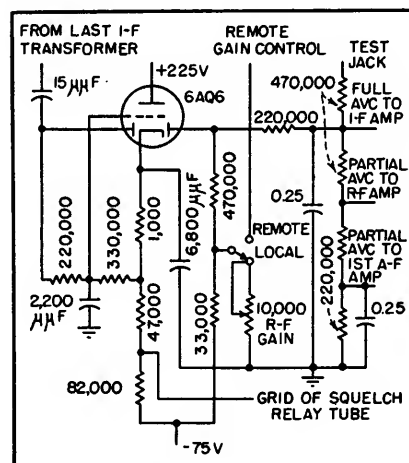 FROM LAST I-F
TRANSFORMER
REMOTE
GAIN CONTROL
TEST
JACK
15μμF
+225V
6AQ6
470,000
FULL
AVC TO
I-F AMP
220,000
PARTIAL
AVC TO
R-F AMP
0.25
470,000
6,800μμF
1,000
REMOTE
LOCAL
PARTIAL
AVC TO
1ST A-F
AMP
220,000
330,000
220,000
2,200
μμF
47,000
33,000
10,000
R-F
GAIN
0.25
82,000
GRID OF SQUELCH
RELAY TUBE
-75V